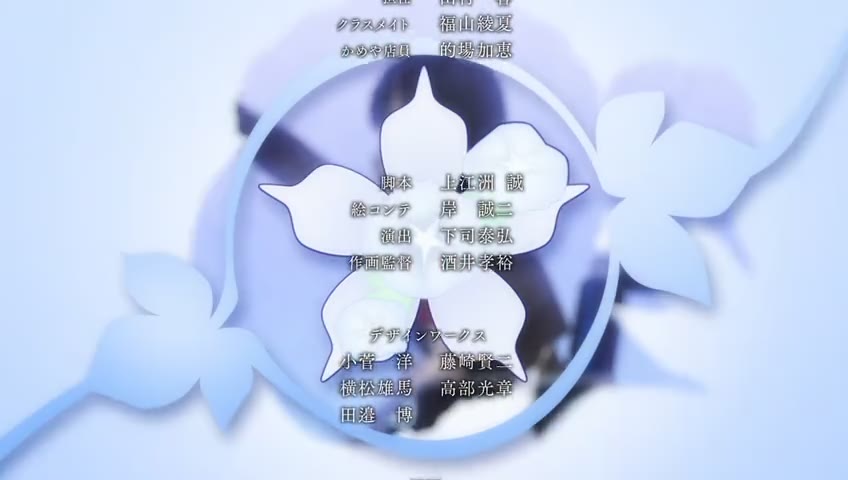 クラスメイト 福山綾夏
かめや店員 的場加恵
脚本 上江洲 誠
絵コンテ 岸 誠二
演出 下司泰弘
作画監督 酒井孝裕
デザインワークス
小菅 洋 藤崎賢二
横松雄馬 高部光章
田邉 博